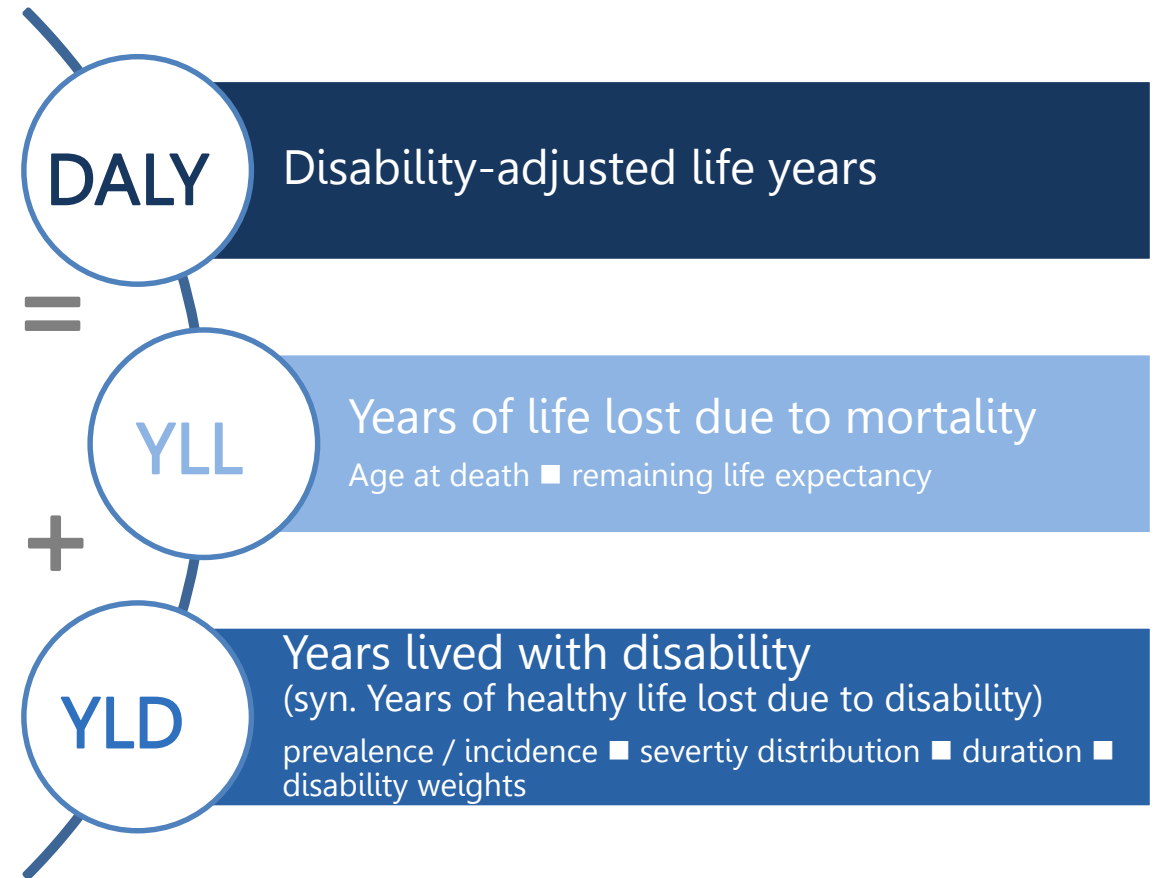 DALY
Disability-adjusted life years
=
YLL
Years of life lost due to mortality
Age at death ■ remaining life expectancy
+
YLD
Years lived with disability
(syn. Years of healthy life lost due to disability)
prevalence / incidence ■ severtiy distribution ■ duration ■
disability weights